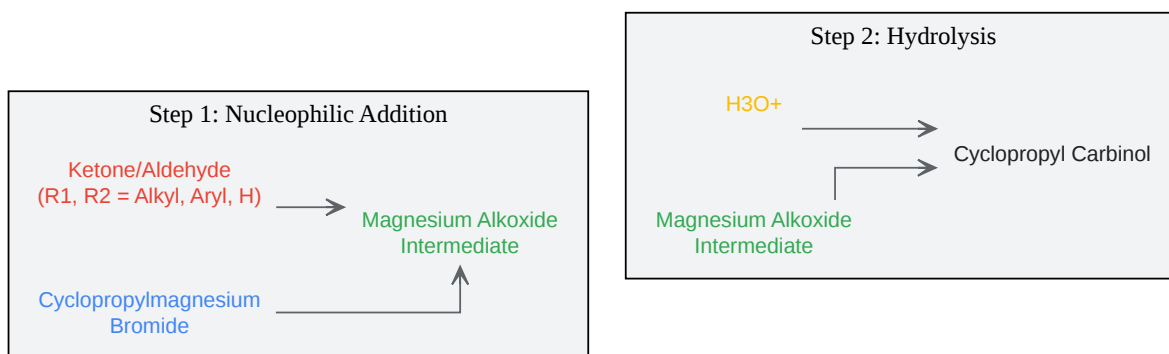 Step 1: Nucleophilic Addition
Ketone/Aldehyde
(R1, R2 = Alkyl, Aryl, H)
Magnesium Alkoxide
Intermediate
Cyclopropylmagnesium
Bromide
Step 2: Hydrolysis
H3O+
Cyclopropyl Carbinol
Magnesium Alkoxide
Intermediate